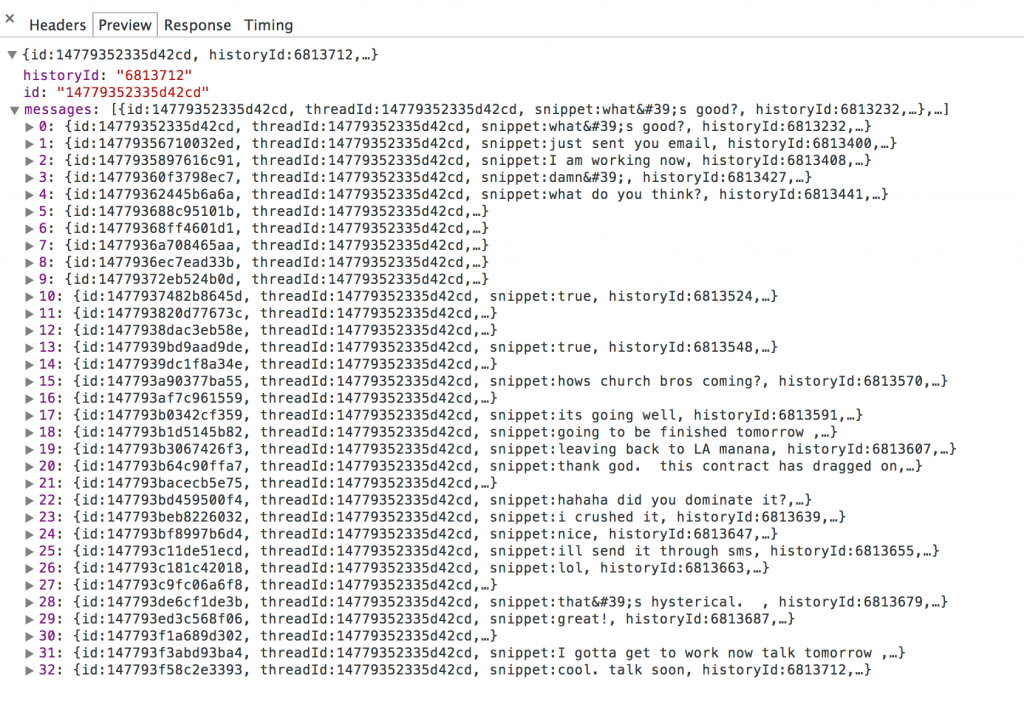 × Headers Preview Response Timing
▼{id:14779352335d42cd, historyId:6813712,…}
historyId: "6813712"
id: "14779352335d42cd"
▼messages: [{id:14779352335d42cd, threadId:14779352335d42cd, snippet:what&#39;s good?, historyId:6813232,…},…]
▶0: {id:14779352335d42cd, threadId:14779352335d42cd, snippet:what&#39;s good?, historyId:6813232,…}
▶1: {id:14779356710032ed, threadId:14779352335d42cd, snippet:just sent you email, historyId:6813400,…}
▶2: {id:1477935897616c91, threadId:14779352335d42cd, snippet:I am working now, historyId:6813408,…}
▶3: {id:14779360f3798ec7, threadId:14779352335d42cd, snippet:damn&#39;, historyId:6813427,…}
▶4: {id:14779362445b6a6a, threadId:14779352335d42cd, snippet:what do you think?, historyId:6813441,…}
▶5: {id:147793688c95101b, threadId:14779352335d42cd,…}
▶6: {id:14779368ff4601d1, threadId:14779352335d42cd,…}
▶7: {id:1477936a708465aa, threadId:14779352335d42cd,…}
▶8: {id:1477936ec7ead33b, threadId:14779352335d42cd,…}
▶9: {id:14779372eb524b0d, threadId:14779352335d42cd,…}
▶10: {id:1477937482b8645d, threadId:14779352335d42cd, snippet:true, historyId:6813524,…}
▶11: {id:147793820d77673c, threadId:14779352335d42cd,…}
▶12: {id:1477938dac3eb58e, threadId:14779352335d42cd,…}
▶13: {id:1477939bd9aad9de, threadId:14779352335d42cd, snippet:true, historyId:6813548,…}
▶14: {id:1477939dc1f8a34e, threadId:14779352335d42cd,…}
▶15: {id:147793a90377ba55, threadId:14779352335d42cd, snippet:hows church bros coming?, historyId:6813570,…}
▶16: {id:147793af7c961559, threadId:14779352335d42cd,…}
▶17: {id:147793b0342cf359, threadId:14779352335d42cd, snippet:its going well, historyId:6813591,…}
▶18: {id:147793b1d5145b82, threadId:14779352335d42cd, snippet:going to be finished tomorrow ,…}
▶19: {id:147793b3067426f3, threadId:14779352335d42cd, snippet:leaving back to LA manana, historyId:6813607,…}
▶20: {id:147793b64c90ffa7, threadId:14779352335d42cd, snippet:thank god.  this contract has dragged on,…}
▶21: {id:147793bacecb5e75, threadId:14779352335d42cd,…}
▶22: {id:147793bd459500f4, threadId:14779352335d42cd, snippet:hahaha did you dominate it?,…}
▶23: {id:147793beb8226032, threadId:14779352335d42cd, snippet:i crushed it, historyId:6813639,…}
▶24: {id:147793bf8997b6d4, threadId:14779352335d42cd, snippet:nice, historyId:6813647,…}
▶25: {id:147793c11de51ecd, threadId:14779352335d42cd, snippet:ill send it through sms, historyId:6813655,…}
▶26: {id:147793c181c42018, threadId:14779352335d42cd, snippet:lol, historyId:6813663,…}
▶27: {id:147793c9fc06a6f8, threadId:14779352335d42cd,…}
▶28: {id:147793de6cf1de3b, threadId:14779352335d42cd, snippet:that&#39;s hysterical.  , historyId:6813679,…}
▶29: {id:147793ed3c568f06, threadId:14779352335d42cd, snippet:great!, historyId:6813687,…}
▶30: {id:147793f1a689d302, threadId:14779352335d42cd,…}
▶31: {id:147793f3abd93ba4, threadId:14779352335d42cd, snippet:I gotta get to work now talk tomorrow ,…}
▶32: {id:147793f58c2e3393, threadId:14779352335d42cd, snippet:cool. talk soon, historyId:6813712,…}